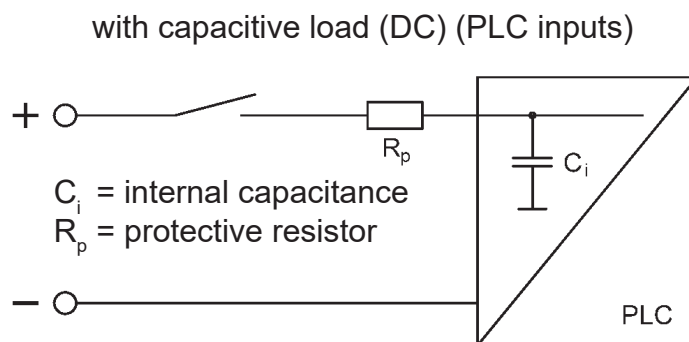 with capacitive load (DC) (PLC inputs)
+
Rp
Ci
Ci = internal capacitance
Rp = protective resistor
−
PLC